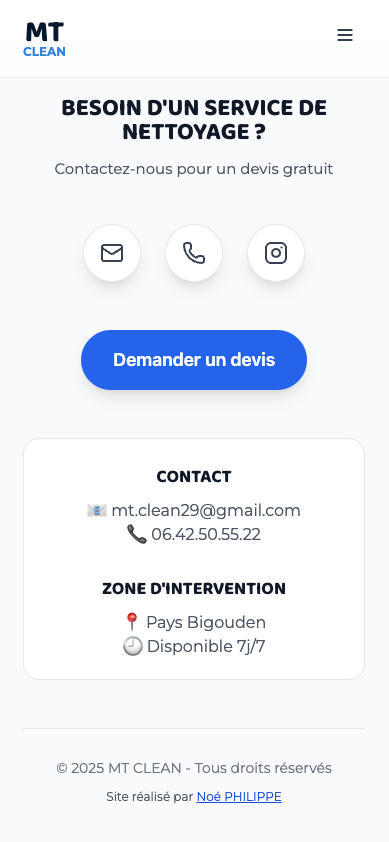 MT
CLEAN
BESOIN D'UN SERVICE DE
NETTOYAGE ?
Contactez-nous pour un devis gratuit
Demander un devis
CONTACT
📧 mt.clean29@gmail.com
📞 06.42.50.55.22
ZONE D'INTERVENTION
📍 Pays Bigouden
🕘 Disponible 7j/7
© 2025 MT CLEAN - Tous droits réservés
Site réalisé par Noé PHILIPPE